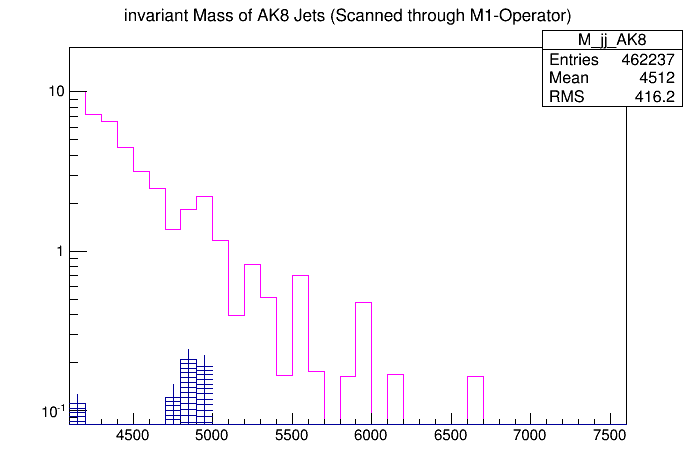 invariant Mass of AK8 Jets (Scanned through M1-Operator)
M_jj_AK8
Entries 462237
Mean 4512
RMS 416.2
10
1
10-1
4500 5000 5500 6000 6500 7000 7500